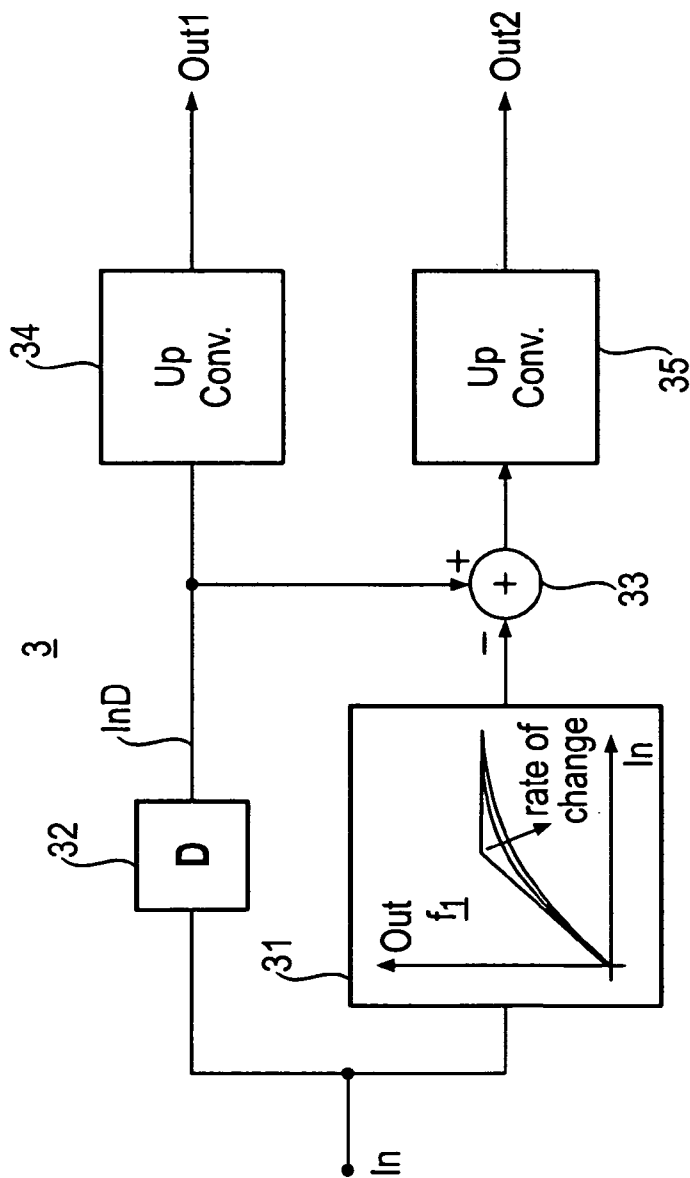 3
In
32
D
InD
34
Up
Conv.
Out1
31
Out
f1
rate of
change
In
−
+
+
33
Up
Conv.
35
Out2